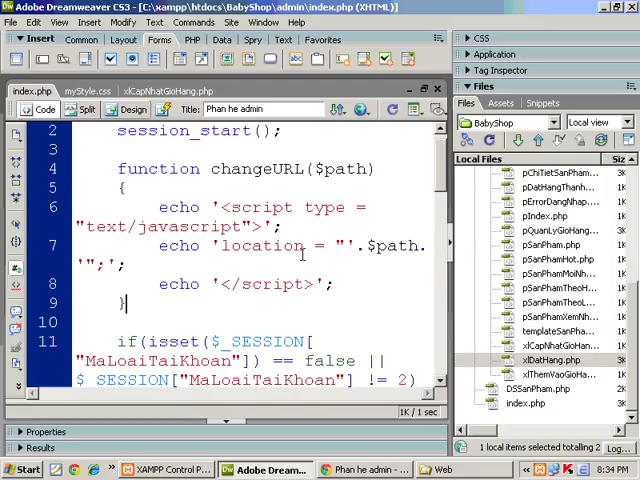 Adobe Dreamweaver CS3 - [C:\xampp\htdocs\BabyShop\admin\index.php (XHTML)]
File Edit View Insert Modify Text Commands Site Window Help
Insert Common Layout Forms PHP Data Spry Text Favorites
index.php myStyle.css xlCapNhatGioHang.php
Code Split Design Title: Phan he admin
2 session_start();
3
4 function changeURL($path)
5 {
6 echo '<script type =
"text/javascript">';
7 echo 'location = "'.$path.
'";';
8 echo '</script>';
9 }
10
11 if(isset($_SESSION[
"MaLoaiTaiKhoan"]) == false ||
$_SESSION["MaLoaiTaiKhoan"] != 2)
1K / 1 sec
Properties
Results
CSS
Application
Tag Inspector
Files
Files Assets Snippets
BabyShop Local view
Local Files Size
pChiTietSanPham.
pDatHangThanh
pErrorDangNhap
pIndex.php
pQuanLyGioHang
pSanPham.php
pSanPhamHot.php
pSanPhamMoiNh
pSanPhamTheoH
pSanPhamTheoL
templateSanPha
xlCapNhatGioHan
xlDatHang.php
xlThemVaoGioHa
DSSanPham.php
index.php
1 local items selected totalling 2
Log...
Start XAMPP Control P... Adobe Dream... Phan he admin - ... Web 8:34 PM